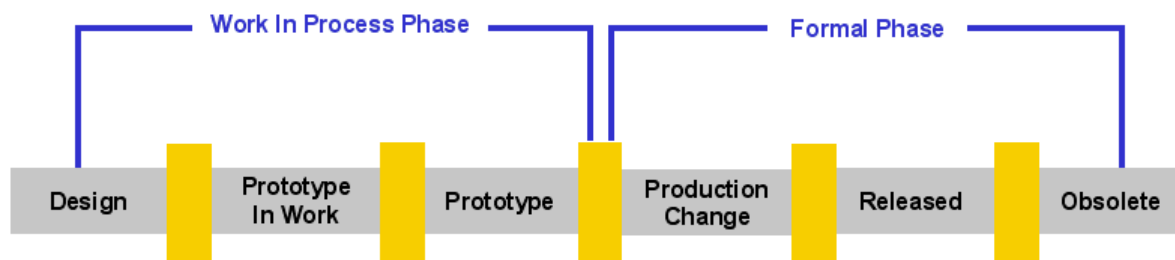 Work In Process Phase
Formal Phase
Design
Prototype
In Work
Prototype
Production
Change
Released
Obsolete